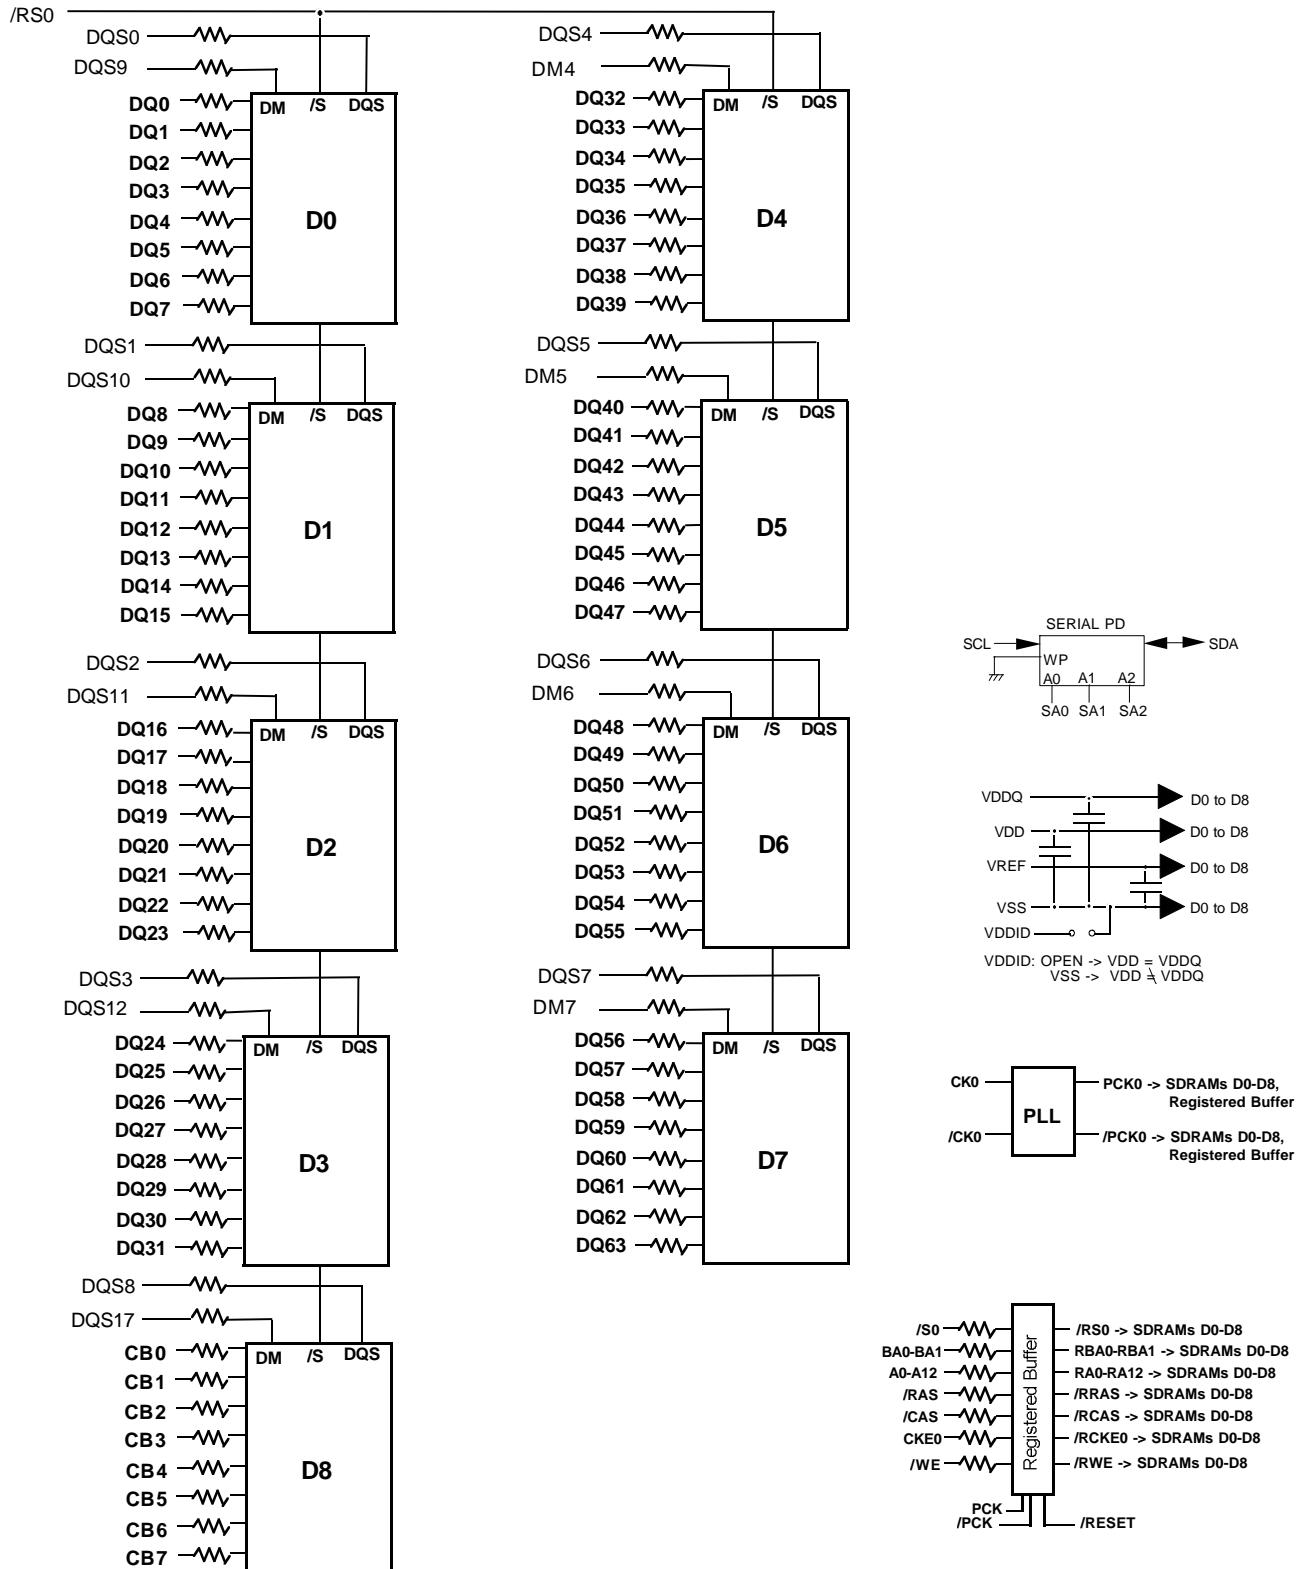 /RS0
DQS0
DQS9
DM /S DQS
DQ0
DQ1
DQ2
DQ3
DQ4
DQ5
DQ6
DQ7
D0
DQS1
DQS10
DM /S DQS
DQ8
DQ9
DQ10
DQ11
DQ12
DQ13
DQ14
DQ15
D1
DQS2
DQS11
DM /S DQS
DQ16
DQ17
DQ18
DQ19
DQ20
DQ21
DQ22
DQ23
D2
DQS3
DQS12
DM /S DQS
DQ24
DQ25
DQ26
DQ27
DQ28
DQ29
DQ30
DQ31
D3
DQS8
DQS17
DM /S DQS
CB0
CB1
CB2
CB3
CB4
CB5
CB6
CB7
D8
DQS4
DM4
DM /S DQS
DQ32
DQ33
DQ34
DQ35
DQ36
DQ37
DQ38
DQ39
D4
DQS5
DM5
DM /S DQS
DQ40
DQ41
DQ42
DQ43
DQ44
DQ45
DQ46
DQ47
D5
DQS6
DM6
DM /S DQS
DQ48
DQ49
DQ50
DQ51
DQ52
DQ53
DQ54
DQ55
D6
DQS7
DM7
DM /S DQS
DQ56
DQ57
DQ58
DQ59
DQ60
DQ61
DQ62
DQ63
D7
SERIAL PD
SCL SDA
WP
A0 A1 A2
SA0 SA1 SA2
VDDQ D0 to D8
VDD D0 to D8
VREF D0 to D8
VSS D0 to D8
VDDID
VDDID: OPEN -> VDD = VDDQ
VSS -> VDD ≠ VDDQ
CK0 PCK0 -> SDRAMs D0-D8,
Registered Buffer
PLL
/CK0 /PCK0 -> SDRAMs D0-D8,
Registered Buffer
/S0 /RS0 -> SDRAMs D0-D8
BA0-BA1 RBA0-RBA1 -> SDRAMs D0-D8
A0-A12 RA0-RA12 -> SDRAMs D0-D8
/RAS /RRAS -> SDRAMs D0-D8
/CAS /RCAS -> SDRAMs D0-D8
CKE0 /RCKE0 -> SDRAMs D0-D8
/WE /RWE -> SDRAMs D0-D8
Registered Buffer
PCK
/PCK /RESET